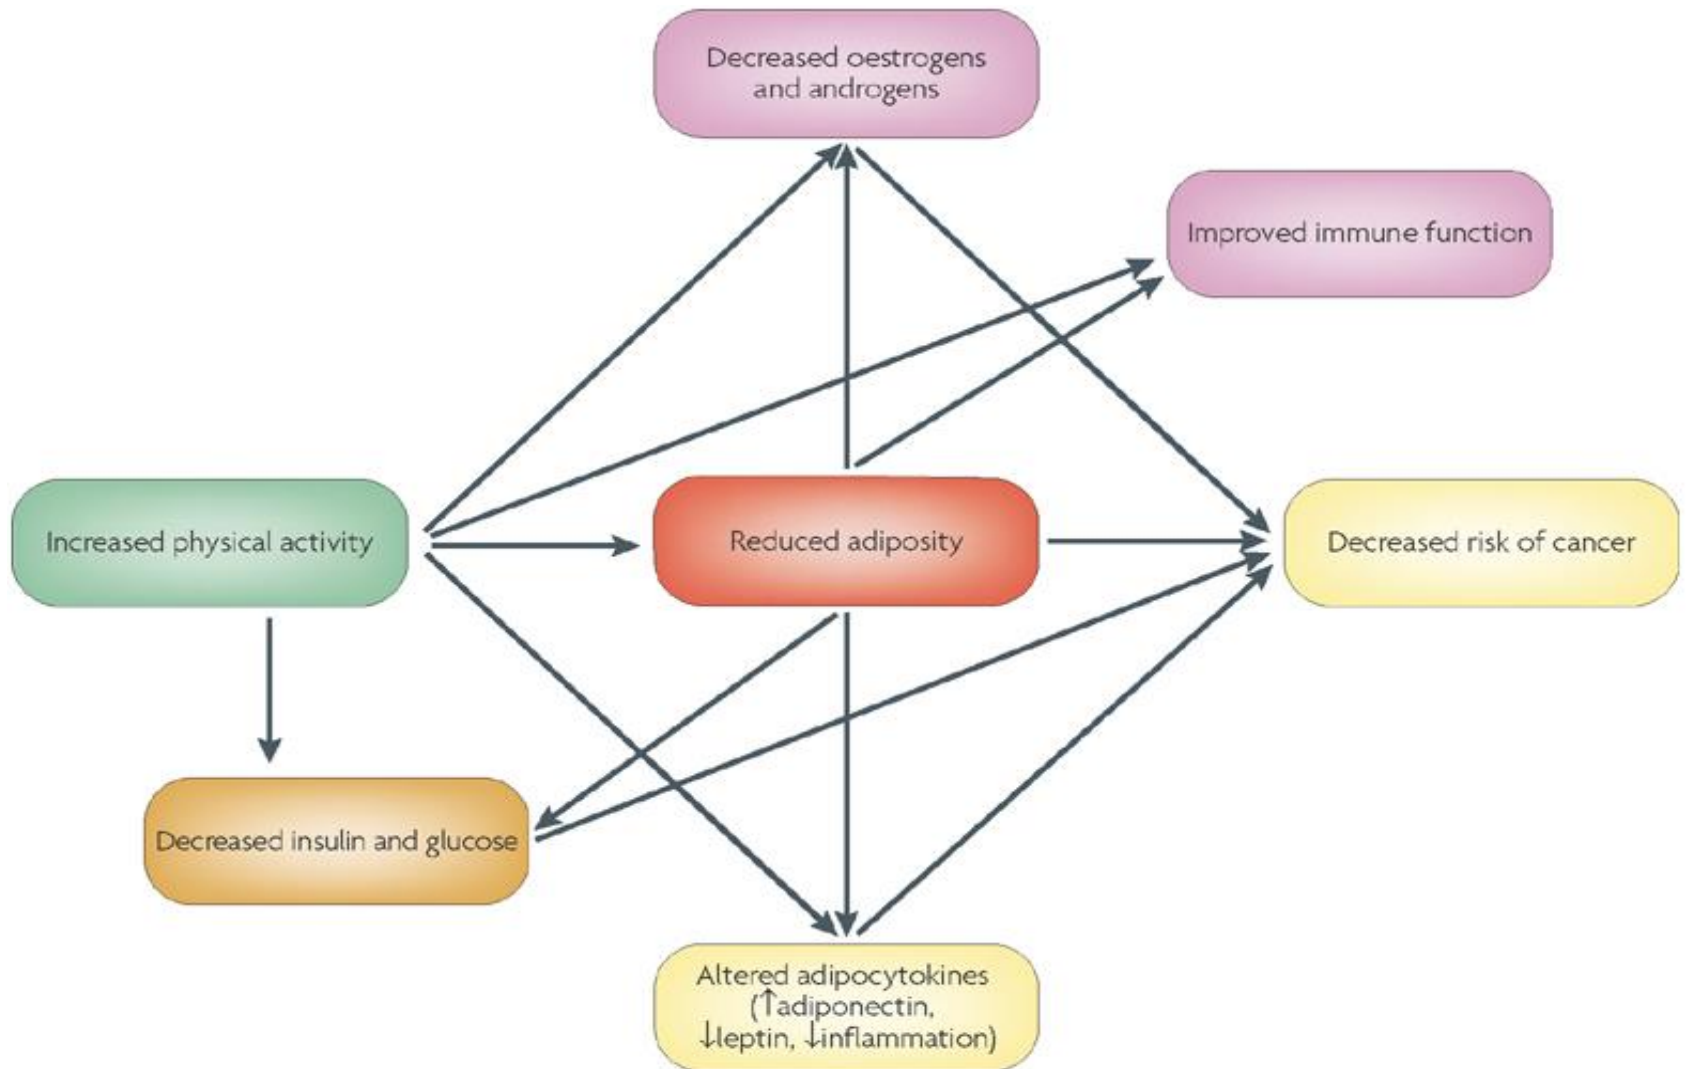 Decreased oestrogens
and androgens
Improved immune function
Increased physical activity
Reduced adiposity
Decreased risk of cancer
Decreased insulin and glucose
Altered adipocytokines
(↑adiponectin,
↓leptin, ↓inflammation)